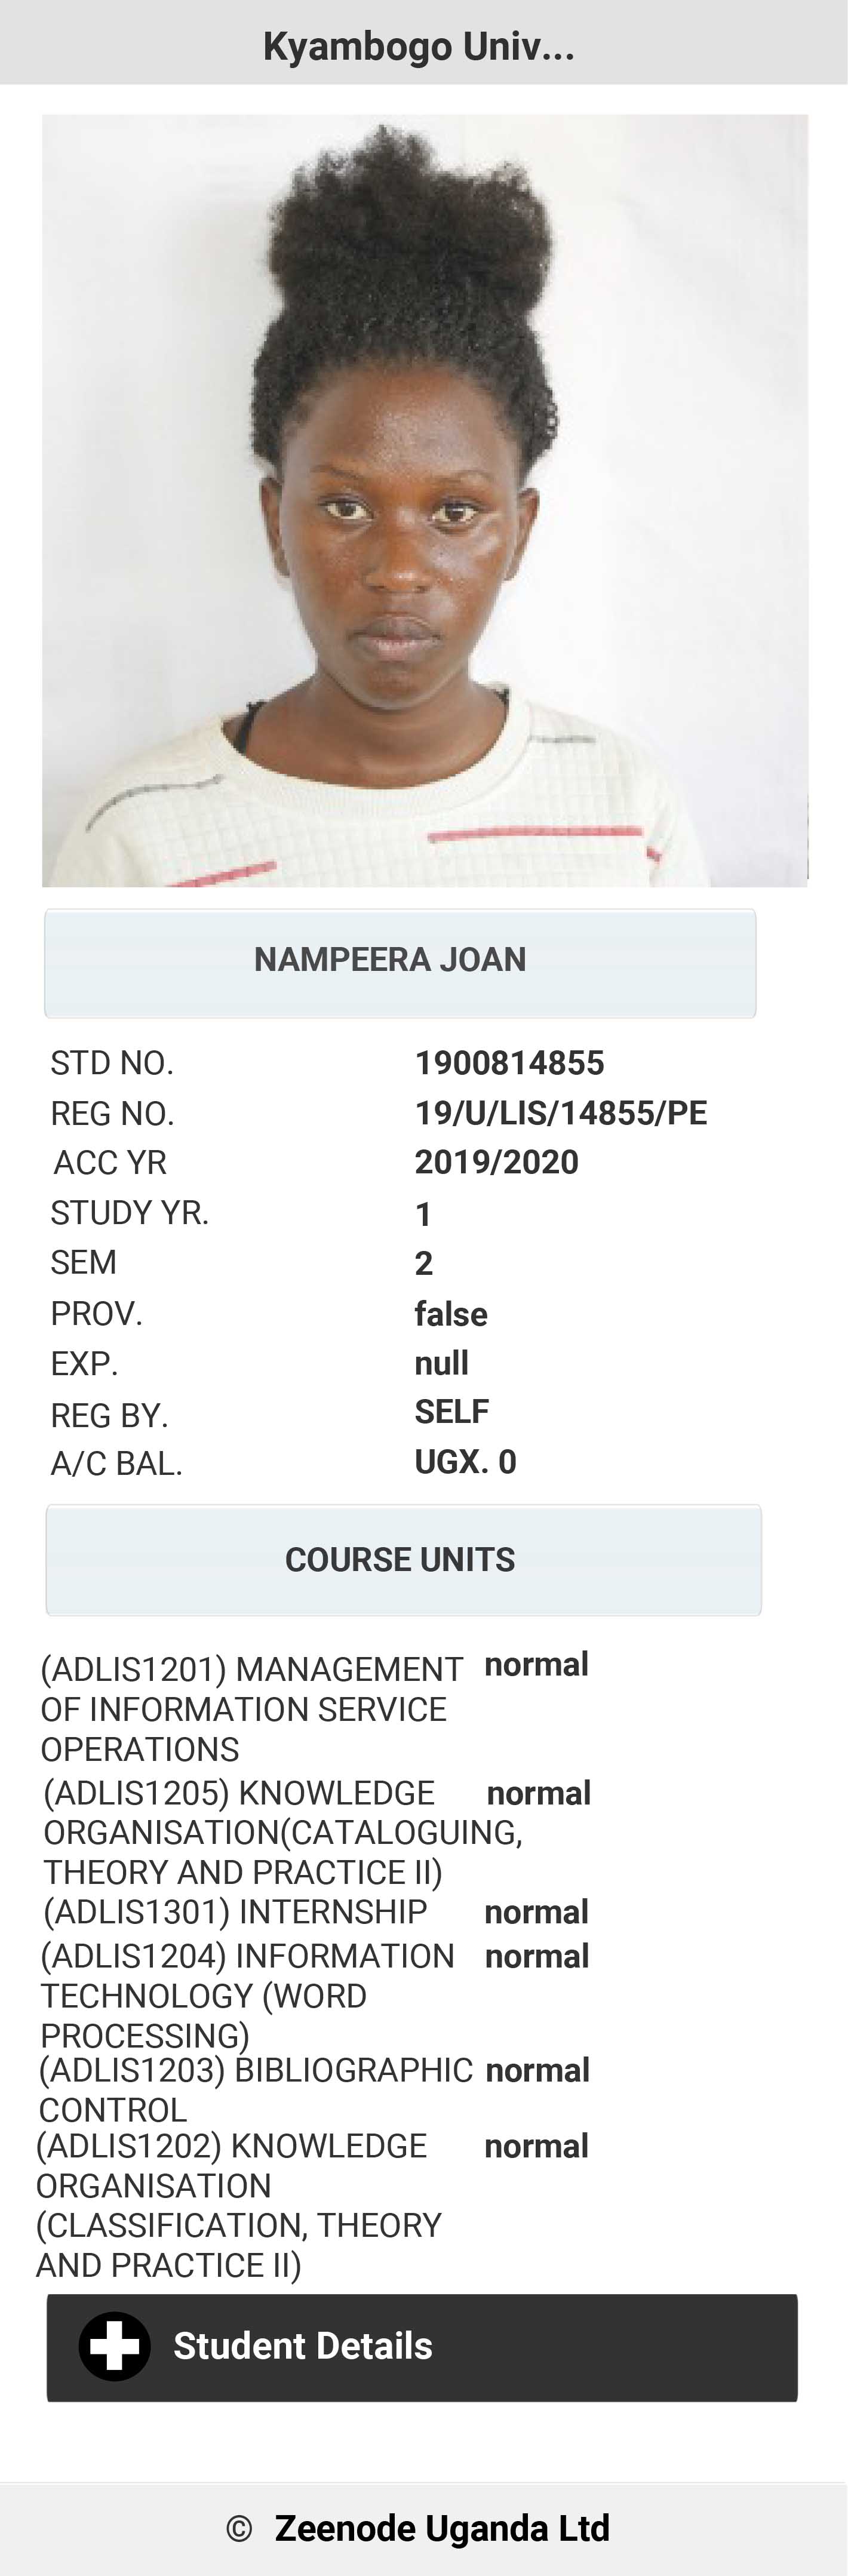 Kyambogo Univ...
NAMPEERA JOAN
STD NO. 1900814855
REG NO. 19/U/LIS/14855/PE
ACC YR 2019/2020
STUDY YR. 1
SEM 2
PROV. false
EXP. null
REG BY. SELF
A/C BAL. UGX. 0
COURSE UNITS
(ADLIS1201) MANAGEMENT normal
OF INFORMATION SERVICE
OPERATIONS
(ADLIS1205) KNOWLEDGE normal
ORGANISATION(CATALOGUING,
THEORY AND PRACTICE II)
(ADLIS1301) INTERNSHIP normal
(ADLIS1204) INFORMATION normal
TECHNOLOGY (WORD
PROCESSING)
(ADLIS1203) BIBLIOGRAPHIC normal
CONTROL
(ADLIS1202) KNOWLEDGE normal
ORGANISATION
(CLASSIFICATION, THEORY
AND PRACTICE II)
Student Details
© Zeenode Uganda Ltd